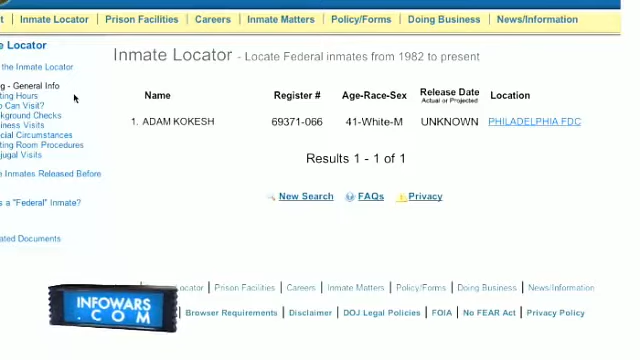 t | Inmate Locator | Prison Facilities | Careers | Inmate Matters | Policy/Forms | Doing Business | News/Information
e Locator
the Inmate Locator
g - General Info
ting Hours
o Can Visit?
kground Checks
iness Visits
cial Circumstances
ting Room Procedures
jugal Visits
e Inmates Released Before
s a "Federal" Inmate?
ated Documents
Inmate Locator - Locate Federal inmates from 1982 to present
Name Register # Age-Race-Sex Release Date Location
Actual or Projected
1. ADAM KOKESH 69371-066 41-White-M UNKNOWN PHILADELPHIA FDC
Results 1 - 1 of 1
New Search FAQs Privacy
ocator | Prison Facilities | Careers | Inmate Matters | Policy/Forms | Doing Business | News/Information
| Browser Requirements | Disclaimer | DOJ Legal Policies | FOIA | No FEAR Act | Privacy Policy
INFOWARS
.COM